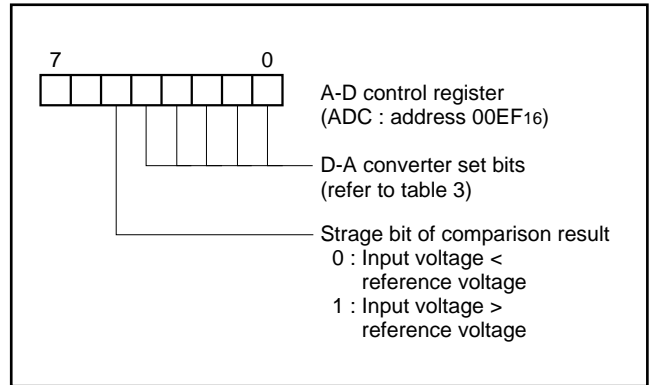 7 0
A-D control register
(ADC : address 00EF16)
D-A converter set bits
(refer to table 3)
Strage bit of comparison result
0 : Input voltage <
reference voltage
1 : Input voltage >
reference voltage